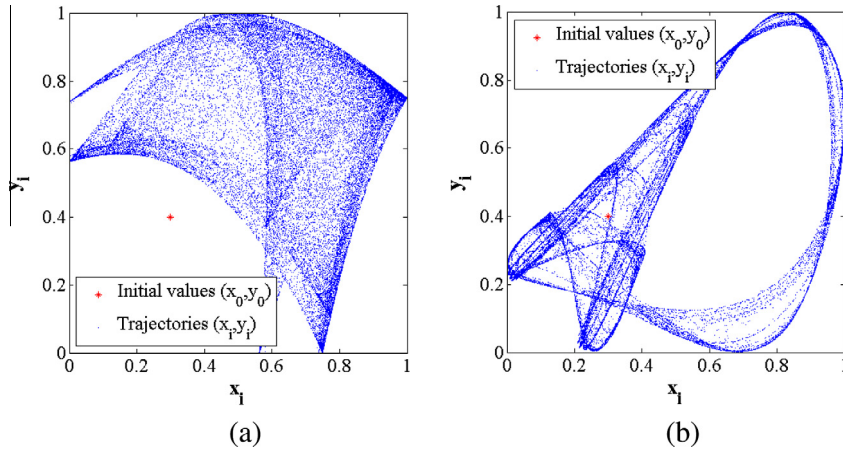 1
0.8
0.6
0.4
0.2
0
0 0.2 0.4 0.6 0.8 1
y_i
x_i
Initial values (x_0,y_0)
Trajectories (x_i,y_i)
(a)
1
0.8
0.6
0.4
0.2
0
0 0.2 0.4 0.6 0.8 1
y_i
x_i
Initial values (x_0,y_0)
Trajectories (x_i,y_i)
(b)